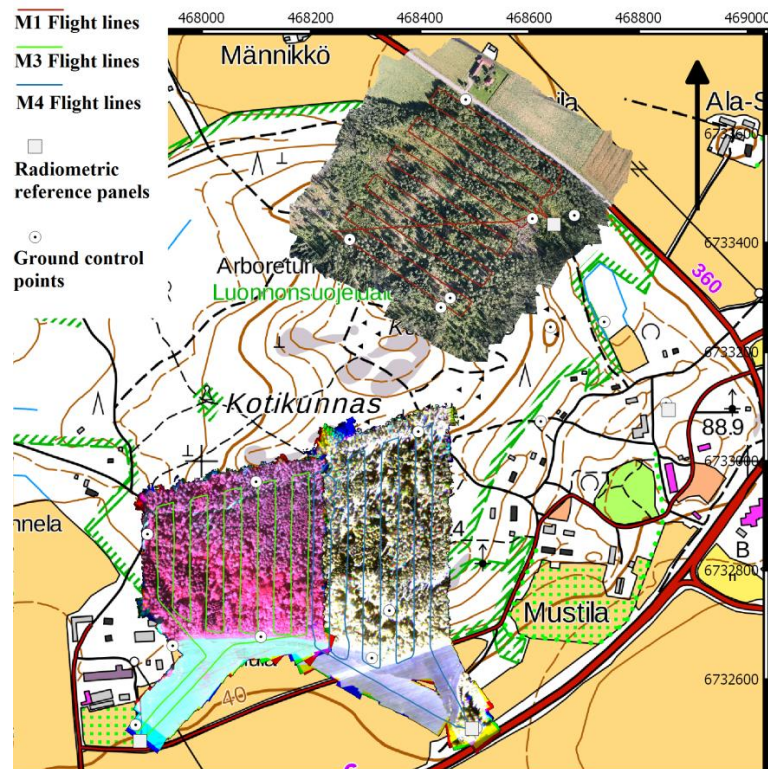 468000 468200 468400 468600 468800 469000
M1 Flight lines
M3 Flight lines
M4 Flight lines
Radiometric
reference panels
Ground control
points
Männikkö
Ala-S
6733600
6733400
Arboretum
Luonnonsuojelualu
360
6733200
Kotikunnas
88.9
6733000
nnela
B
n
6732800
Mustila
6732600
40